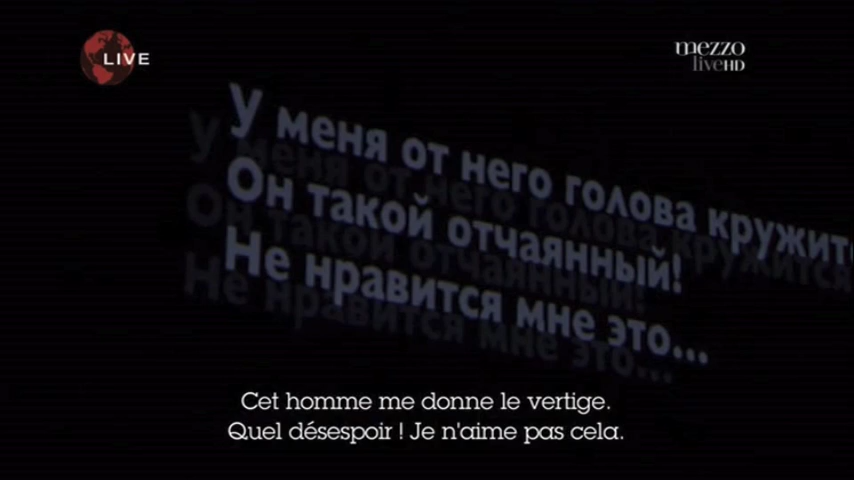 LIVE
mezzo
liveHD
У меня от него голова кружитс
Он такой отчаянный!
Не нравится мне это...
Cet homme me donne le vertige.
Quel désespoir ! Je n'aime pas cela.